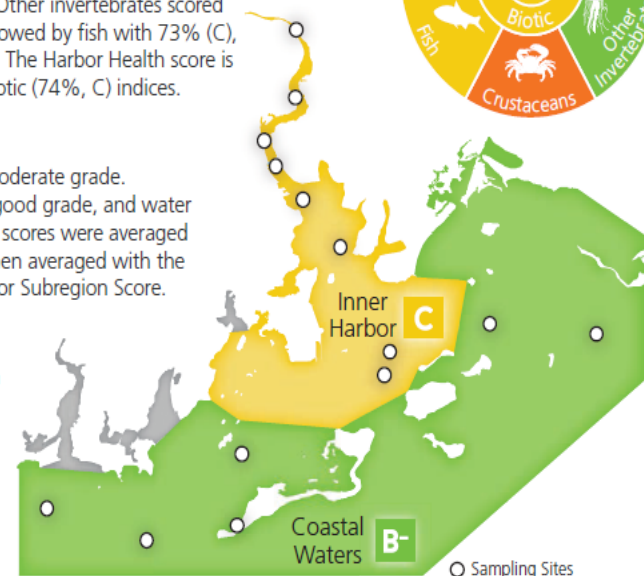 Other invertebrates scored
owed by fish with 73% (C),
The Harbor Health score is
otic (74%, C) indices.
oderate grade.
good grade, and water
scores were averaged
en averaged with the
or Subregion Score.
Biotic
Fish
Crustaceans
Other
Invertebr
Inner
Harbor
C
Coastal
Waters
B-
Sampling Sites